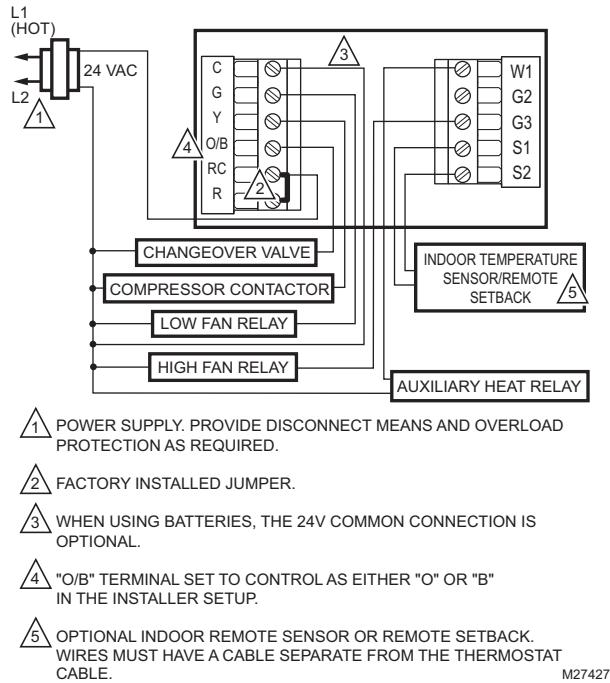 L1
(HOT)
24 VAC
L2
1
3
C
G
Y
4
O/B
RC
2
R
W1
G2
G3
S1
S2
CHANGEOVER VALVE
COMPRESSOR CONTACTOR
LOW FAN RELAY
HIGH FAN RELAY
INDOOR TEMPERATURE
SENSOR/REMOTE
SETBACK
5
AUXILIARY HEAT RELAY
1 POWER SUPPLY. PROVIDE DISCONNECT MEANS AND OVERLOAD
PROTECTION AS REQUIRED.
2 FACTORY INSTALLED JUMPER.
3 WHEN USING BATTERIES, THE 24V COMMON CONNECTION IS
OPTIONAL.
4 "O/B" TERMINAL SET TO CONTROL AS EITHER "O" OR "B"
IN THE INSTALLER SETUP.
5 OPTIONAL INDOOR REMOTE SENSOR OR REMOTE SETBACK.
WIRES MUST HAVE A CABLE SEPARATE FROM THE THERMOSTAT
CABLE.
M27427